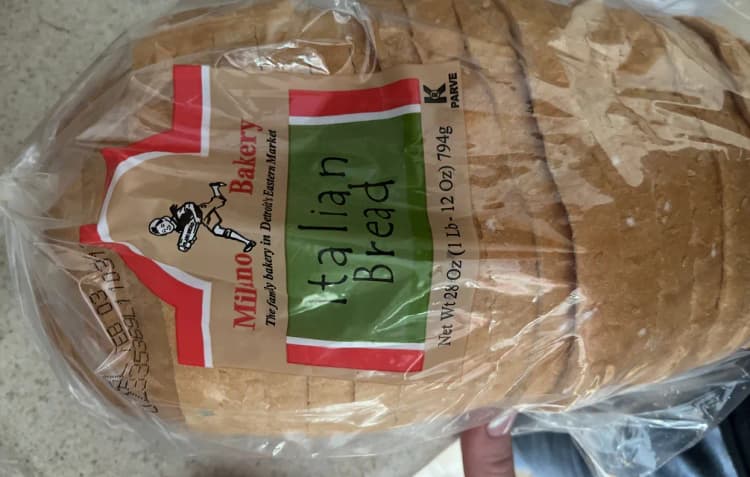 Milano Bakery
The family bakery in Detroit's Eastern Market
Italian
Bread
Net Wt 28 Oz (1 Lb - 12 Oz) 794g
K
PARVE